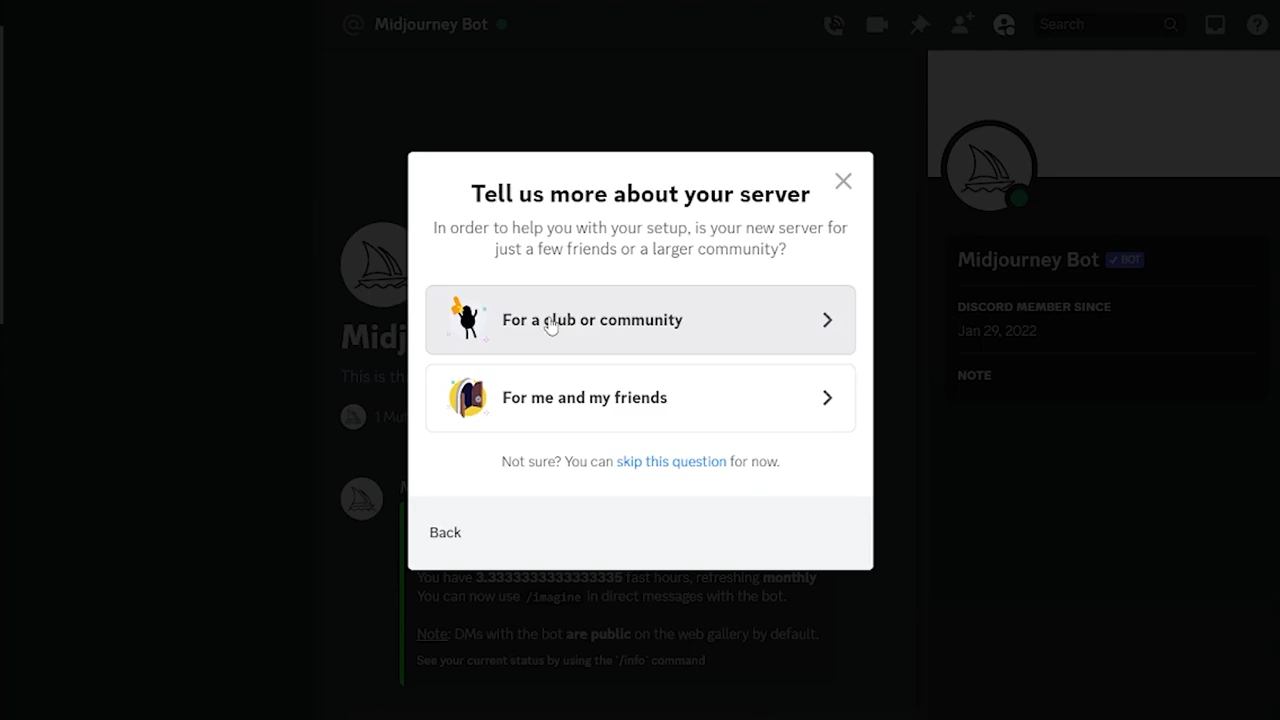 Midjourney Bot
Search
Tell us more about your server
In order to help you with your setup, is your new server for
just a few friends or a larger community?
For a club or community
For me and my friends
Not sure? You can skip this question for now.
Back
Midj
This is th
1 Mu
You have 3.3333333333333335 fast hours, refreshing monthly
You can now use /imagine in direct messages with the bot.
Note: DMs with the bot are public on the web gallery by default.
See your current status by using the `/info` command
Midjourney Bot ✓ BOT
DISCORD MEMBER SINCE
Jan 29, 2022
NOTE